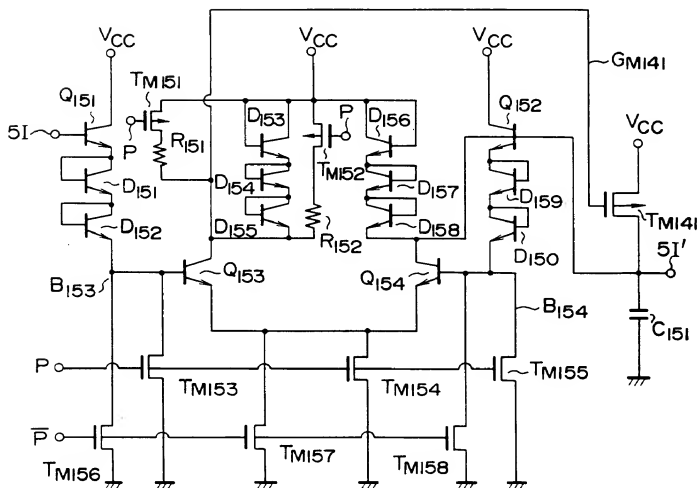 VCC
VCC
VCC
GM141
Q151
TM151
D153
P
D156
Q152
5I
P
R151
VCC
D151
D154
TM152
D157
D159
D152
D155
R152
D158
D150
TM141
5I'
B153
Q153
Q154
B154
C151
P
TM153
TM154
TM155
P̅
TM156
TM157
TM158